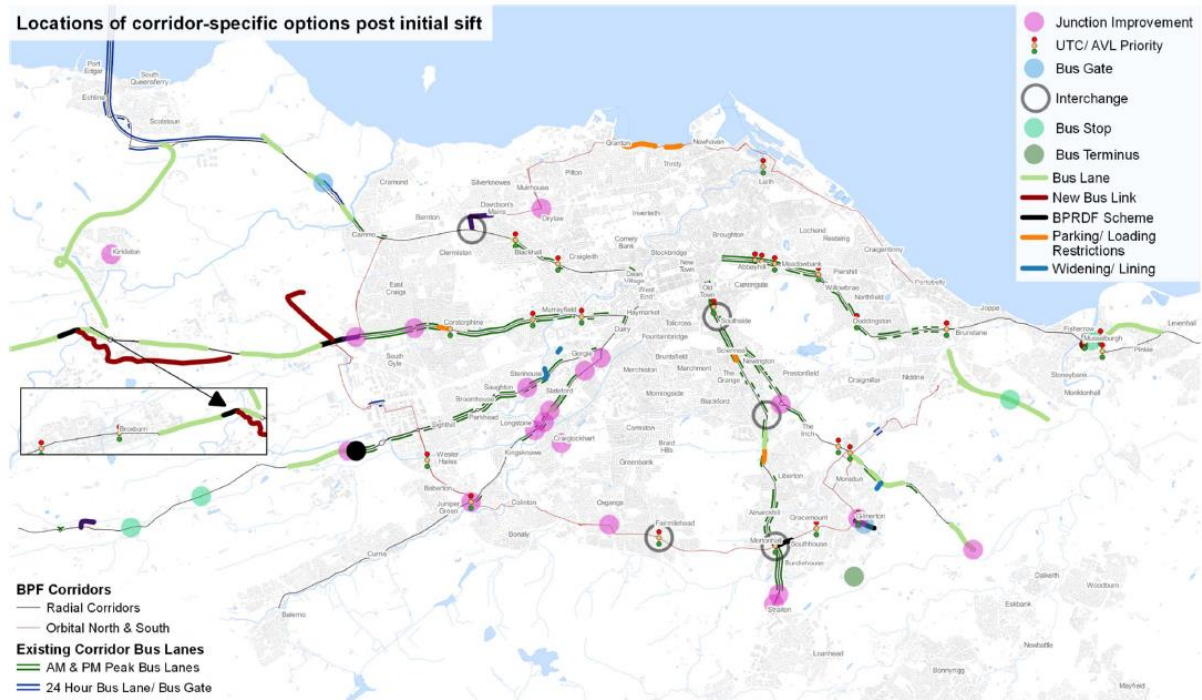 Locations of corridor-specific options post initial sift
Junction Improvement
UTC/ AVL Priority
Bus Gate
Interchange
Bus Stop
Bus Terminus
Bus Lane
New Bus Link
BPRDF Scheme
Parking/ Loading
Restrictions
Widening/ Lining
Port
Edgar
South
Queensferry
Echline
Scotstoun
Kirkliston
Cramond
Silverknowes
Muirhouse
Pilton
Granton
Newhaven
Trinity
Leith
Davidson's
Mains
Drylaw
Barnton
Inverleith
Cammo
Clermiston
Blackhall
Craigleith
Comely
Bank
Stockbridge
Broughton
Lochend
Restalrig
Craigentinny
Dean
Village
New
Town
Abbeyhill
Meadowbank
Canongate
Piershill
Willowbrae
Northfield
Portobello
Joppa
East
Craigs
West
End
Old
Town
Corstorphine
Murrayfield
Haymarket
Dalry
Tollcross
Southside
Duddingston
Brunstane
Fisherrow
Musselburgh
Levenhall
Pinkie
Fountainbridge
South
Gyle
Gorgie
Merchiston
Bruntsfield
Marchmont
Sciennes
Newington
Prestonfield
Stoneybank
Monktonhall
Stenhouse
Saughton
Slateford
The
Grange
Craigmillar
Niddrie
Broomhouse
Morningside
Blackford
Parkhead
Longstone
Sighthill
Craiglockhart
Comiston
Braid
Hills
The
Inch
Broxburn
Kingsknowe
Wester
Hailes
Greenbank
Liberton
Moredun
Baberton
Juniper
Green
Colinton
Oxgangs
Fairmilehead
Alnwickhill
Gracemount
Gilmerton
Bonaly
Mortonhall
Southhouse
Burdiehouse
Currie
Balerno
Straiton
Dalkeith
Woodburn
Eskbank
Newbattle
Loanhead
Bonnyrigg
Mayfield
BPF Corridors
Radial Corridors
Orbital North & South
Existing Corridor Bus Lanes
AM & PM Peak Bus Lanes
24 Hour Bus Lane/ Bus Gate